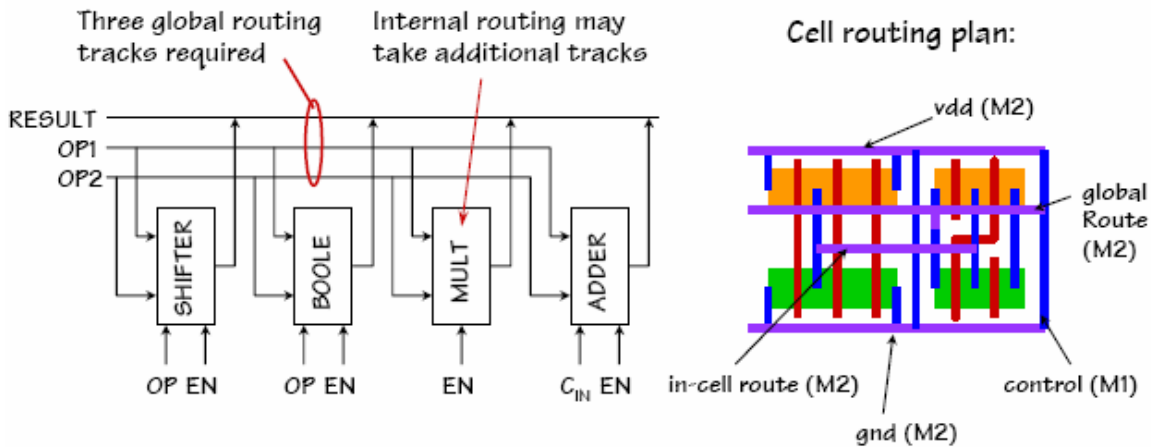 Three global routing
tracks required
Internal routing may
take additional tracks
Cell routing plan:
RESULT
OP1
OP2
SHIFTER
BOOLE
MULT
ADDER
OP EN
OP EN
EN
CIN EN
vdd (M2)
global
Route
(M2)
in-cell route (M2)
control (M1)
gnd (M2)